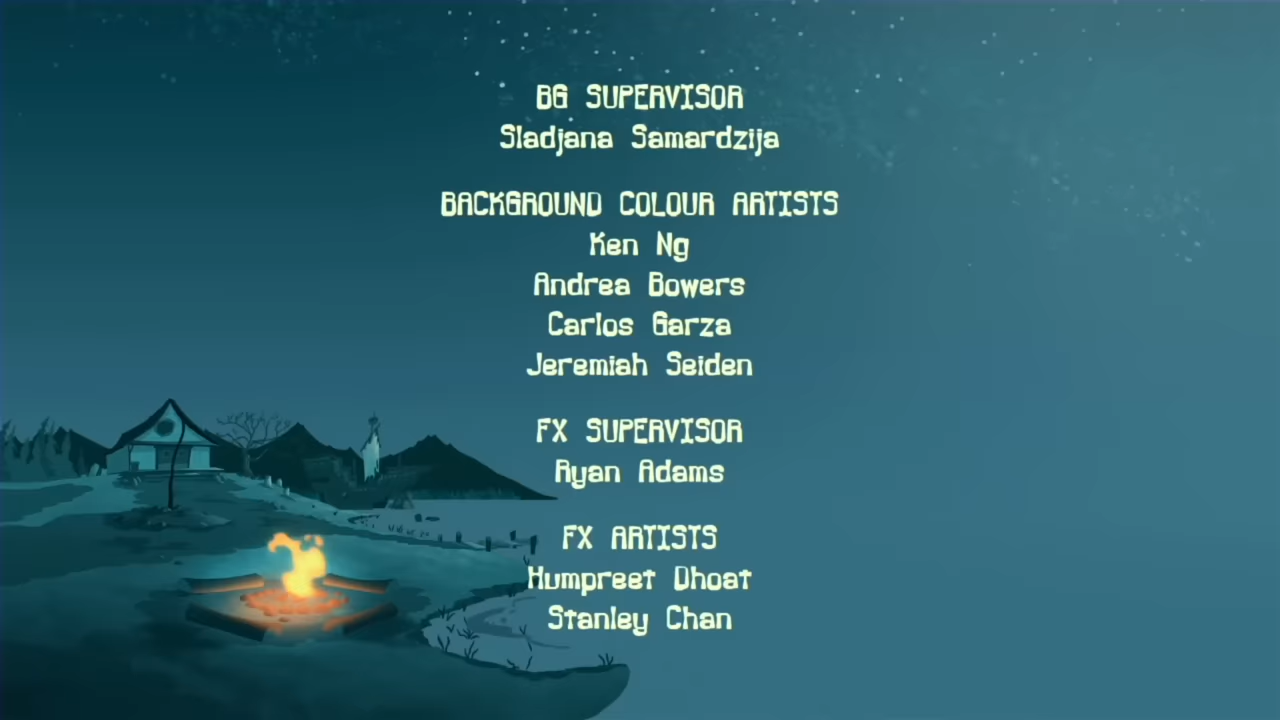 BG SUPERVISOR
Sladjana Samardzija
BACKGROUND COLOUR ARTISTS
Ken Ng
Andrea Bowers
Carlos Garza
Jeremiah Seiden
FX SUPERVISOR
Ryan Adams
FX ARTISTS
Humpreet Dhoat
Stanley Chan